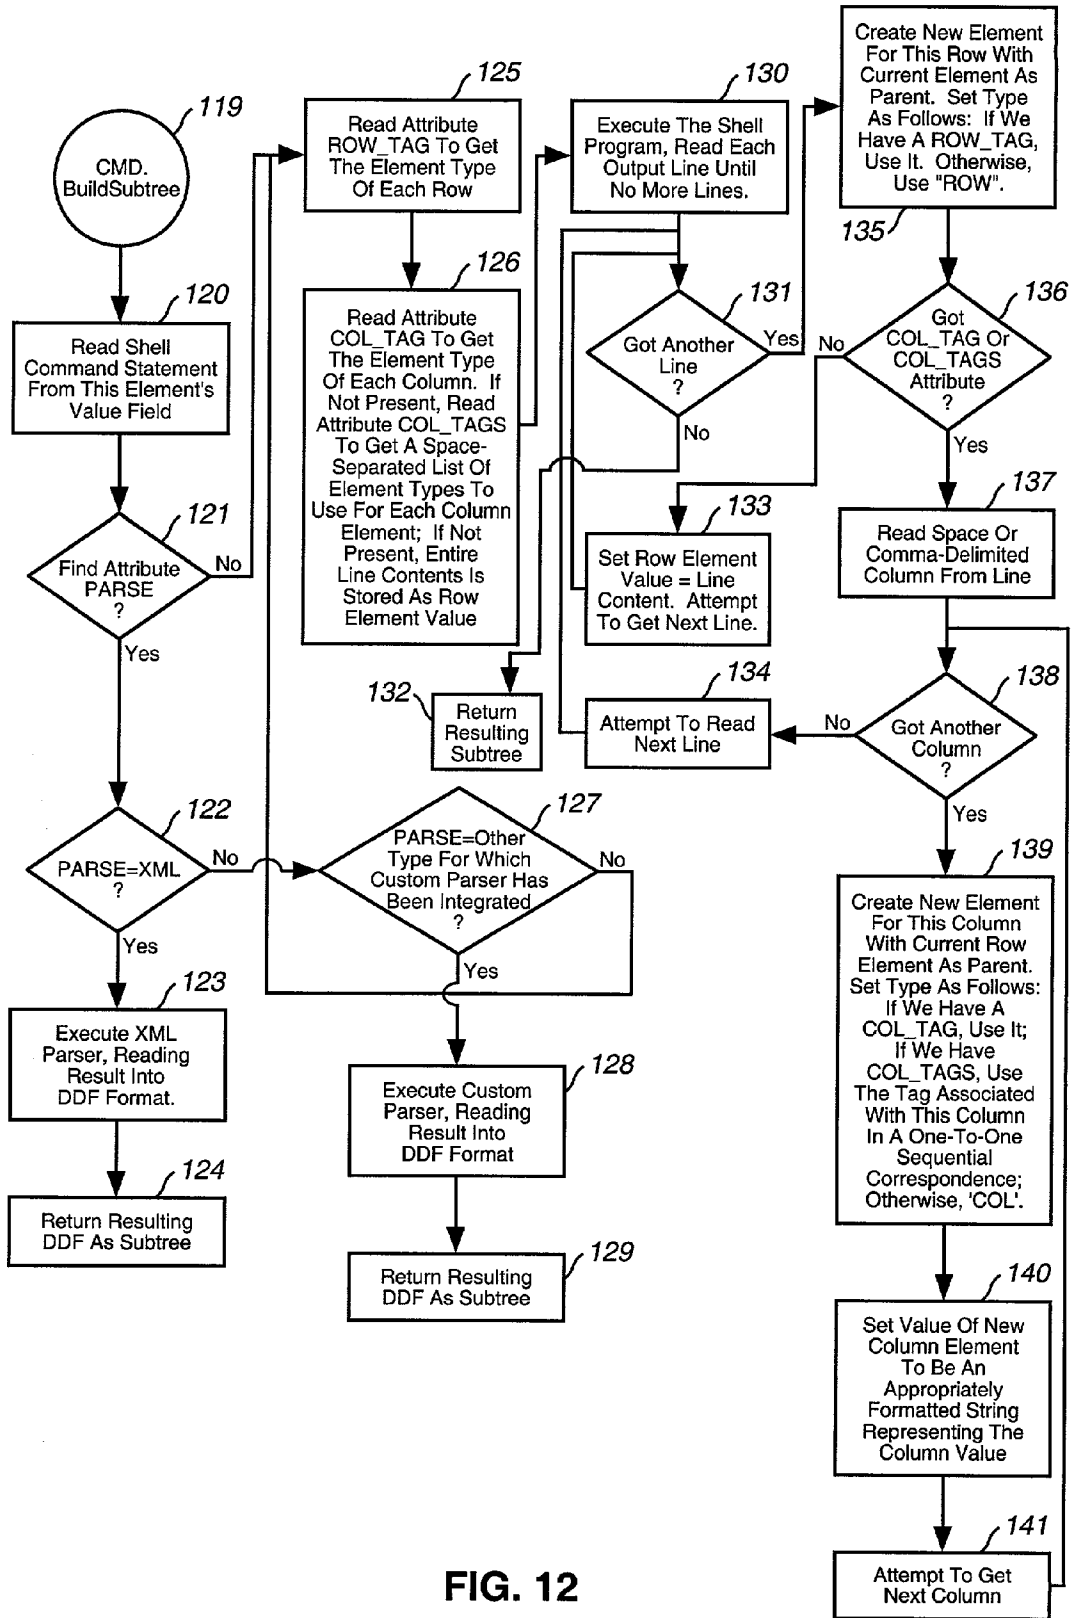 119
CMD.
BuildSubtree
120
Read Shell
Command Statement
From This Element's
Value Field
121
Find Attribute
PARSE
?
No
Yes
122
PARSE=XML
?
No
Yes
123
Execute XML
Parser, Reading
Result Into
DDF Format.
124
Return Resulting
DDF As Subtree
125
Read Attribute
ROW_TAG To Get
The Element Type
Of Each Row
126
Read Attribute
COL_TAG To Get
The Element Type
Of Each Column. If
Not Present, Read
Attribute COL_TAGS
To Get A Space-
Separated List Of
Element Types To
Use For Each Column
Element; If Not
Present, Entire
Line Contents Is
Stored As Row
Element Value
127
PARSE=Other
Type For Which
Custom Parser Has
Been Integrated
?
No
Yes
128
Execute Custom
Parser, Reading
Result Into
DDF Format
129
Return Resulting
DDF As Subtree
130
Execute The Shell
Program, Read Each
Output Line Until
No More Lines.
131
Got Another
Line
?
Yes
No
132
Return
Resulting
Subtree
133
Set Row Element
Value = Line
Content. Attempt
To Get Next Line.
134
Attempt To Read
Next Line
Create New Element
For This Row With
Current Element As
Parent. Set Type
As Follows: If We
Have A ROW_TAG,
Use It. Otherwise,
Use "ROW".
135
136
Got
COL_TAG Or
COL_TAGS
Attribute
?
No
Yes
137
Read Space Or
Comma-Delimited
Column From Line
138
Got Another
Column
?
No
Yes
139
Create New Element
For This Column
With Current Row
Element As Parent.
Set Type As Follows:
If We Have A
COL_TAG, Use It;
If We Have
COL_TAGS, Use
The Tag Associated
With This Column
In A One-To-One
Sequential
Correspondence;
Otherwise, 'COL'.
140
Set Value Of New
Column Element
To Be An
Appropriately
Formatted String
Representing The
Column Value
141
Attempt To Get
Next Column
FIG. 12